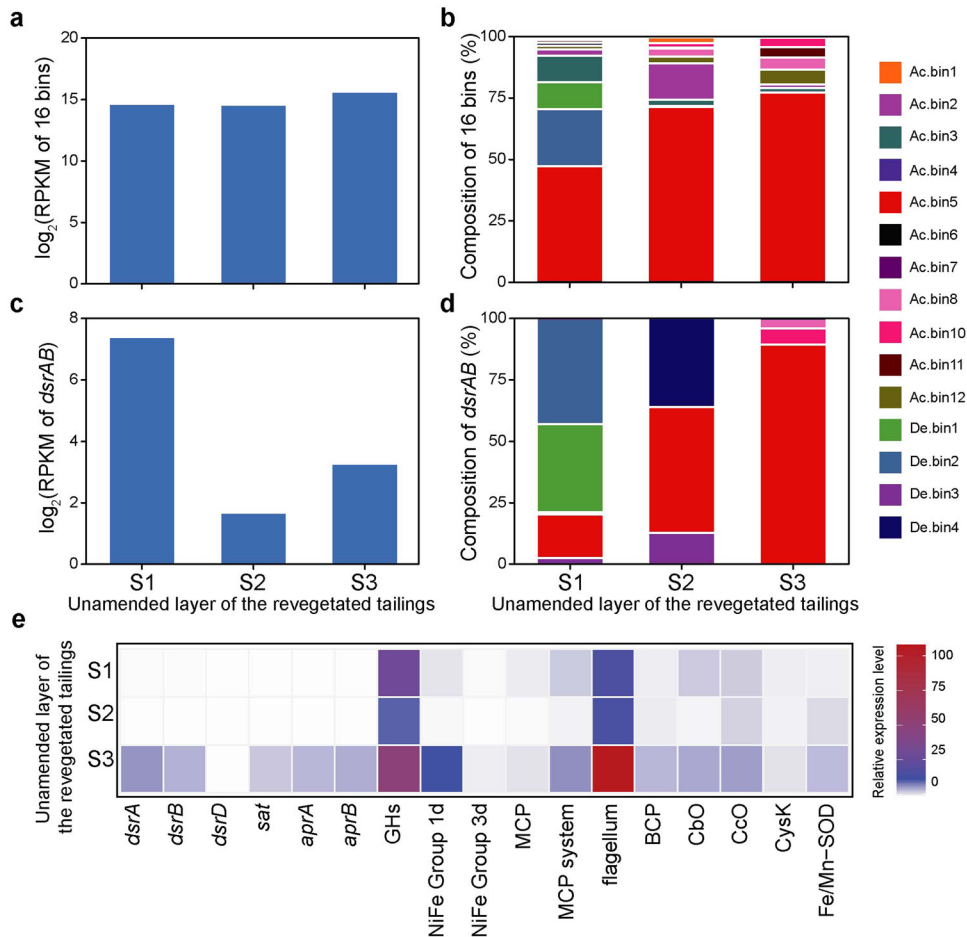 a
log2(RPKM of 16 bins)
20
15
10
5
0
b
Composition of 16 bins (%)
100
75
50
25
0
c
log2(RPKM of dsrAB)
8
6
4
2
0
S1 S2 S3
Unamended layer of the revegetated tailings
d
Composition of dsrAB (%)
100
75
50
25
0
S1 S2 S3
Unamended layer of the revegetated tailings
Ac.bin1
Ac.bin2
Ac.bin3
Ac.bin4
Ac.bin5
Ac.bin6
Ac.bin7
Ac.bin8
Ac.bin10
Ac.bin11
Ac.bin12
De.bin1
De.bin2
De.bin3
De.bin4
e
Unamended layer of
the revegetated tailings
S1
S2
S3
dsrA
dsrB
dsrD
sat
aprA
aprB
GHs
NiFe Group 1d
NiFe Group 3d
MCP
MCP system
flagellum
BCP
CbO
CcO
CysK
Fe/Mn−SOD
Relative expression level
100
75
50
25
0